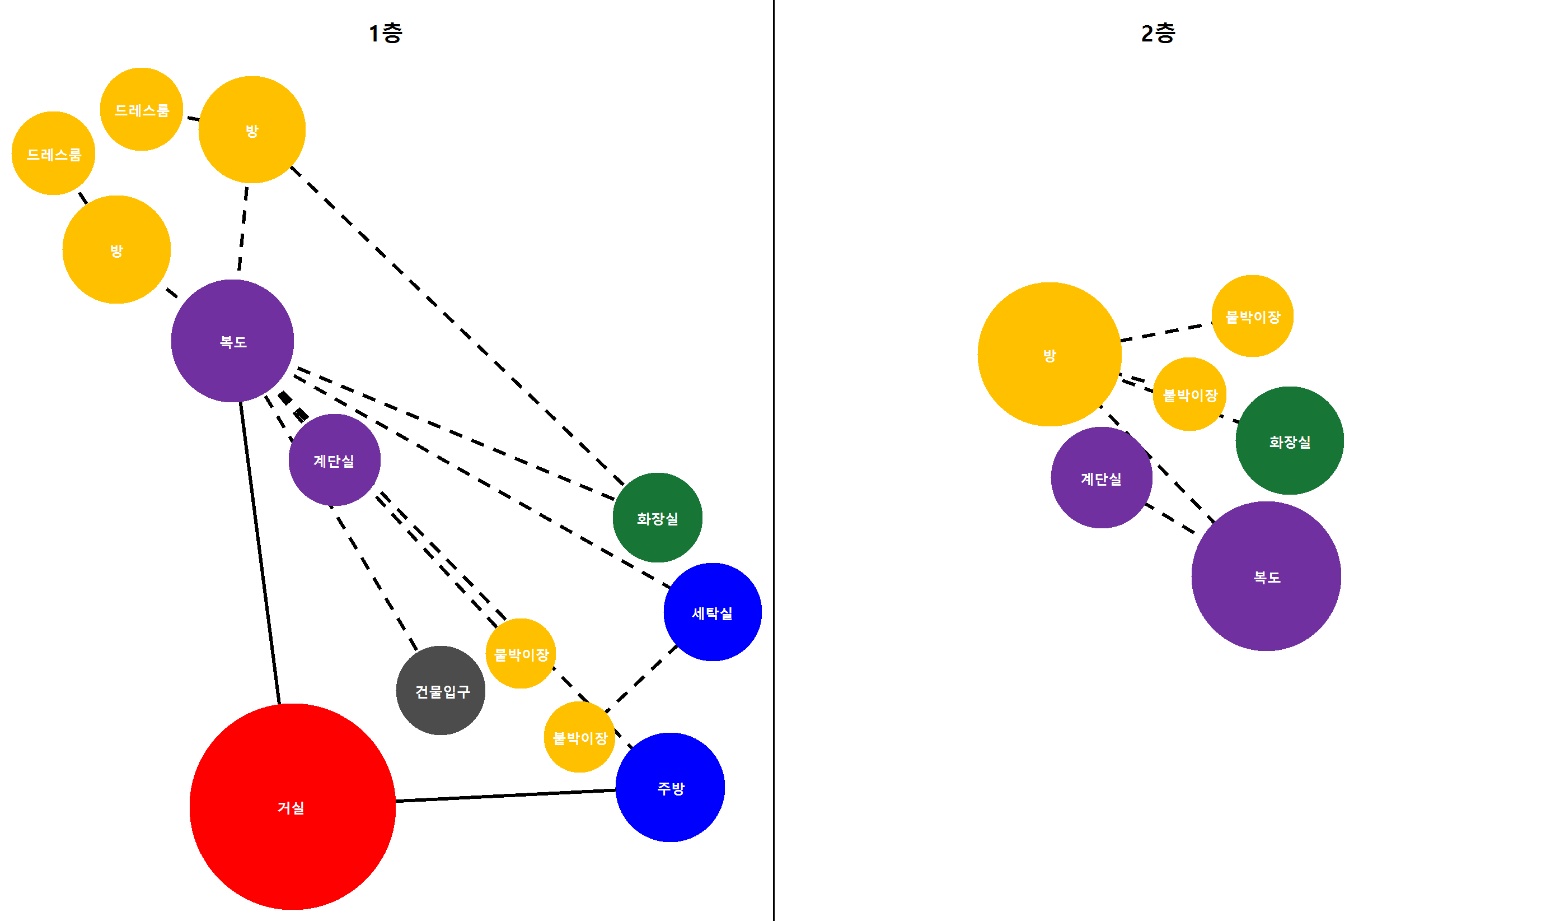 1층
드레스룸
방
드레스룸
방
복도
계단실
화장실
세탁실
붙박이장
건물입구
붙박이장
주방
거실
2층
붙박이장
방
붙박이장
화장실
계단실
복도